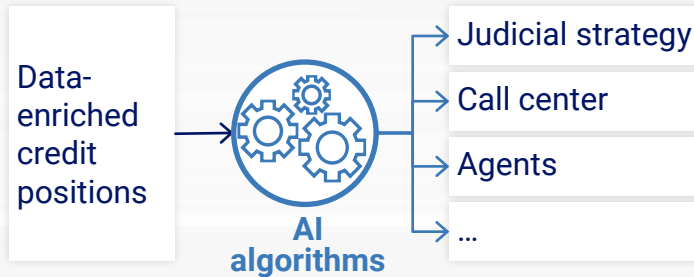 Data-
enriched
credit
positions
AI
algorithms
Judicial strategy
Call center
Agents
...